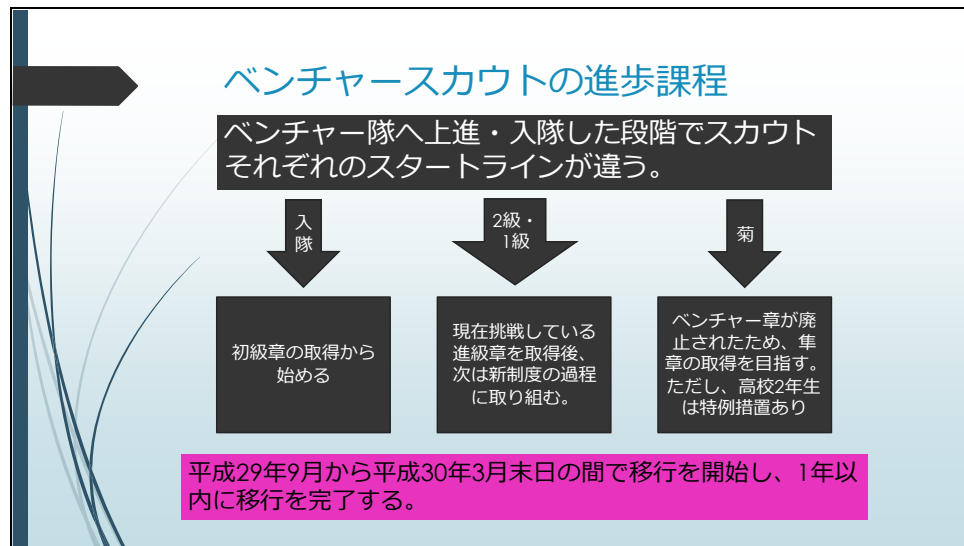 ベンチャースカウトの進歩課程
ベンチャー隊へ上進・入隊した段階でスカウト
それぞれのスタートラインが違う。
入
隊
2級・
1級
菊
初級章の取得から
始める
現在挑戦している
進級章を取得後、
次は新制度の過程
に取り組む。
ベンチャー章が廃
止されたため、隼
章の取得を目指す。
ただし、高校2年生
は特例措置あり
平成29年9月から平成30年3月末日の間で移行を開始し、1年以
内に移行を完了する。